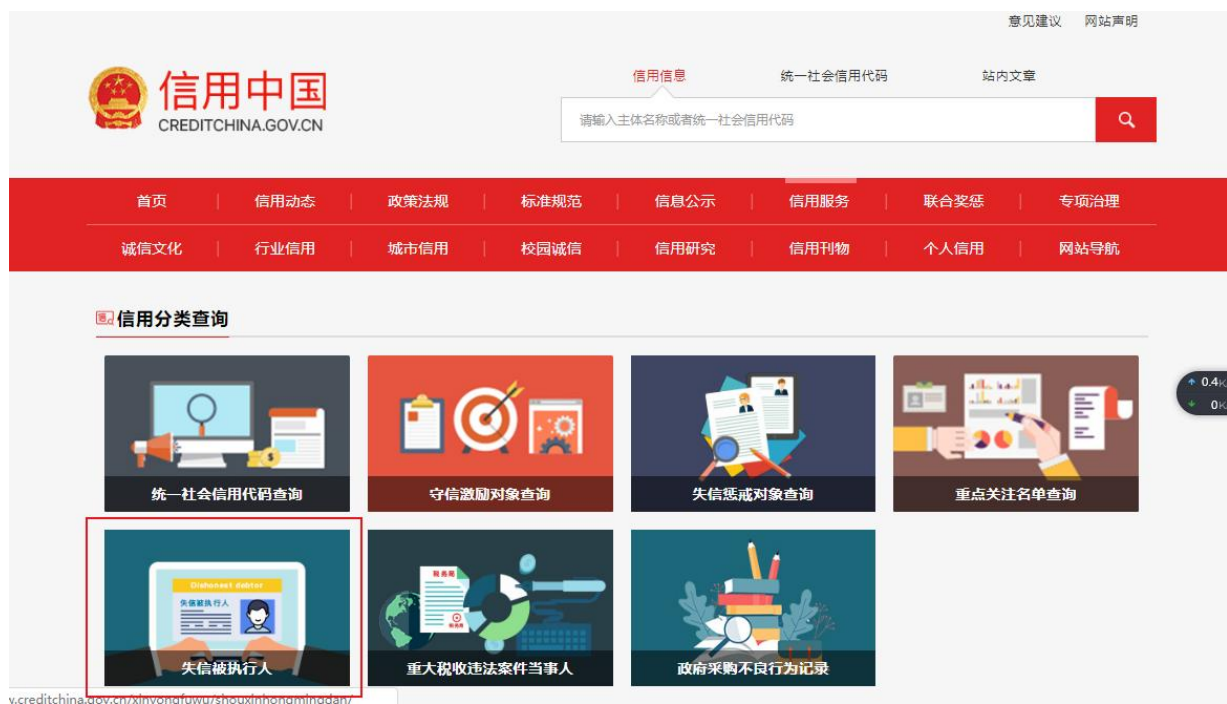 意见建议 网站声明
信用中国
CREDITCHINA.GOV.CN
信用信息 统一社会信用代码 站内文章
请输入主体名称或者统一社会信用代码
首页 信用动态 政策法规 标准规范 信息公示 信用服务 联合奖惩 专项治理
诚信文化 行业信用 城市信用 校园诚信 信用研究 信用刊物 个人信用 网站导航
信用分类查询
统一社会信用代码查询 守信激励对象查询 失信惩戒对象查询 重点关注名单查询
Dishonest debtor
失信被执行人
失信被执行人 重大税收违法案件当事人 政府采购不良行为记录
0.4K
0K
w.creditchina.gov.cn/xinyongfuwu/shouxinhongmingdan/